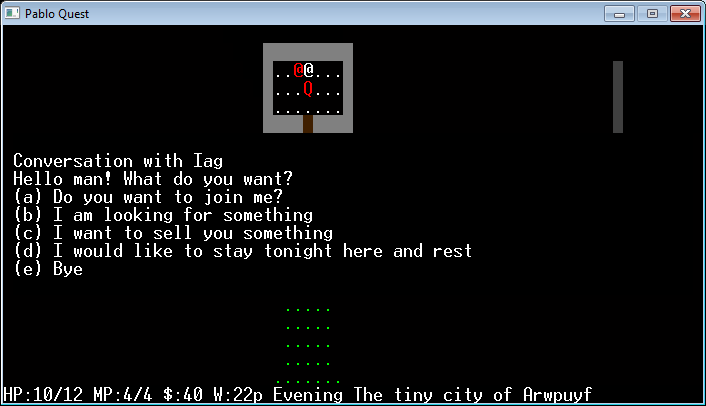 Pablo Quest
..@@...
...Q...
.......
Conversation with Iag
Hello man! What do you want?
(a) Do you want to join me?
(b) I am looking for something
(c) I want to sell you something
(d) I would like to stay tonight here and rest
(e) Bye
.....
.....
.....
.....
.......
HP:10/12 MP:4/4 $:40 W:22p Evening The tiny city of Arwpuyf